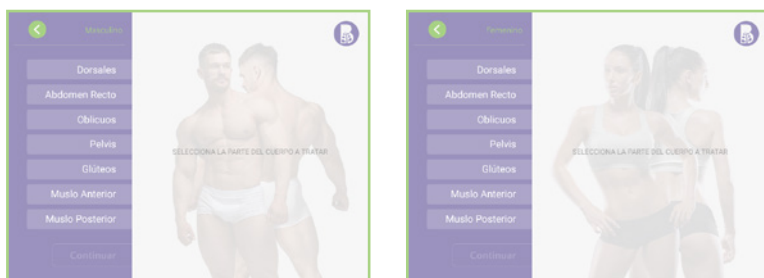 Masculino
Dorsales
Abdomen Recto
Oblicuos
Pelvis
Glúteos
Muslo Anterior
Muslo Posterior
Continuar
SELECCIONA LA PARTE DEL CUERPO A TRATAR
Femenino
Dorsales
Abdomen Recto
Oblicuos
Pelvis
Glúteos
Muslo Anterior
Muslo Posterior
Continuar
SELECCIONA LA PARTE DEL CUERPO A TRATAR